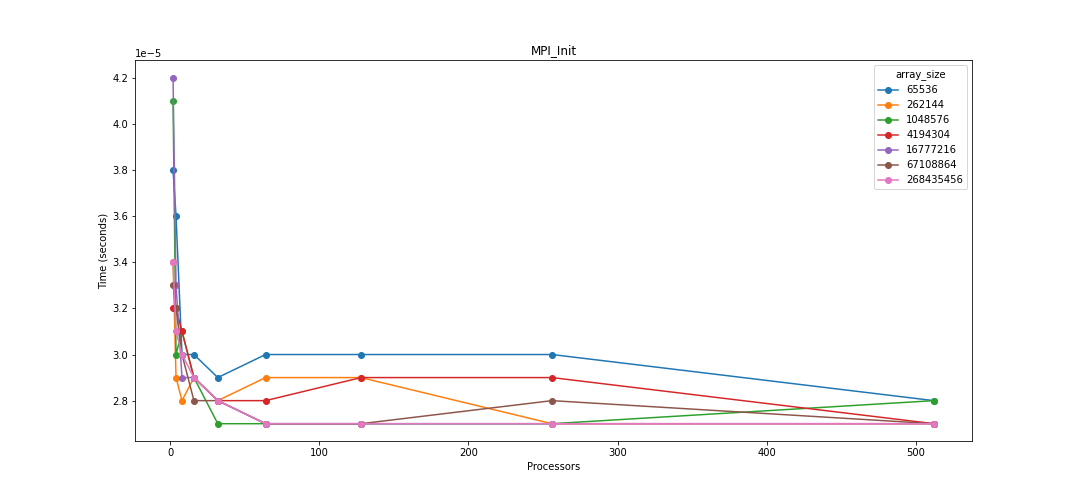 MPI_Init
1e−5
4.2
4.0
3.8
3.6
3.4
3.2
3.0
2.8
Time (seconds)
0 100 200 300 400 500
Processors
array_size
65536
262144
1048576
4194304
16777216
67108864
268435456